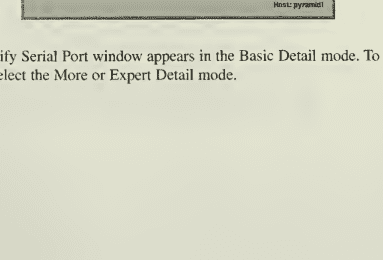 Host: pyramid1
ify Serial Port window appears in the Basic Detail mode. To
elect the More or Expert Detail mode.